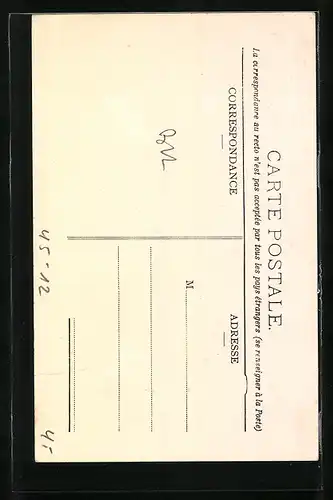 CARTE POSTALE.
La correspondance au recto n'est pas acceptée par tous les pays étrangers (se renseigner à la Poste)
CORRESPONDANCE
ADRESSE
M
45-12
45